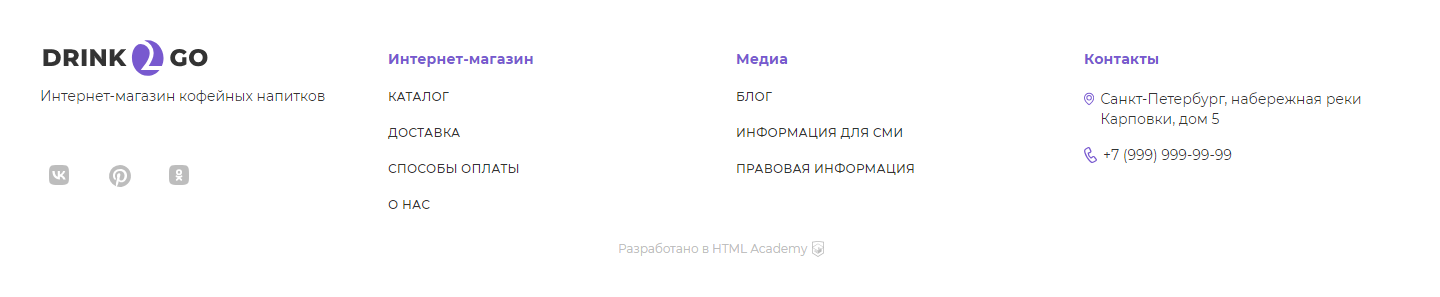 DRINK 2 GO
Интернет-магазин кофейных напитков
Интернет-магазин
КАТАЛОГ
ДОСТАВКА
СПОСОБЫ ОПЛАТЫ
О НАС
Медиа
БЛОГ
ИНФОРМАЦИЯ ДЛЯ СМИ
ПРАВОВАЯ ИНФОРМАЦИЯ
Контакты
Санкт-Петербург, набережная реки
Карповки, дом 5
+7 (999) 999-99-99
Разработано в HTML Academy